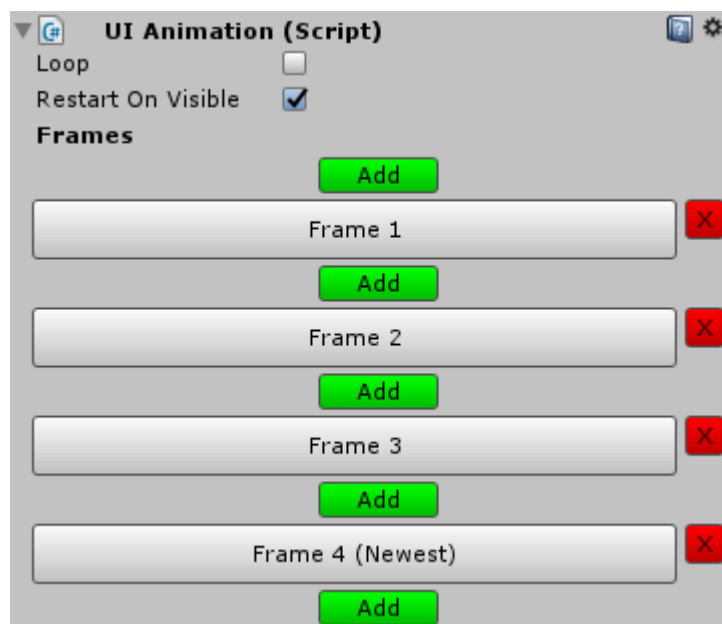 UI Animation (Script)
Loop
Restart On Visible
Frames
Add
Frame 1 X
Add
Frame 2 X
Add
Frame 3 X
Add
Frame 4 (Newest) X
Add